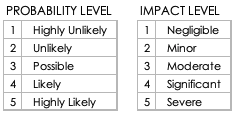 PROBABILITY LEVEL
1 Highly Unlikely
2 Unlikely
3 Possible
4 Likely
5 Highly Likely
IMPACT LEVEL
1 Negligible
2 Minor
3 Moderate
4 Significant
5 Severe